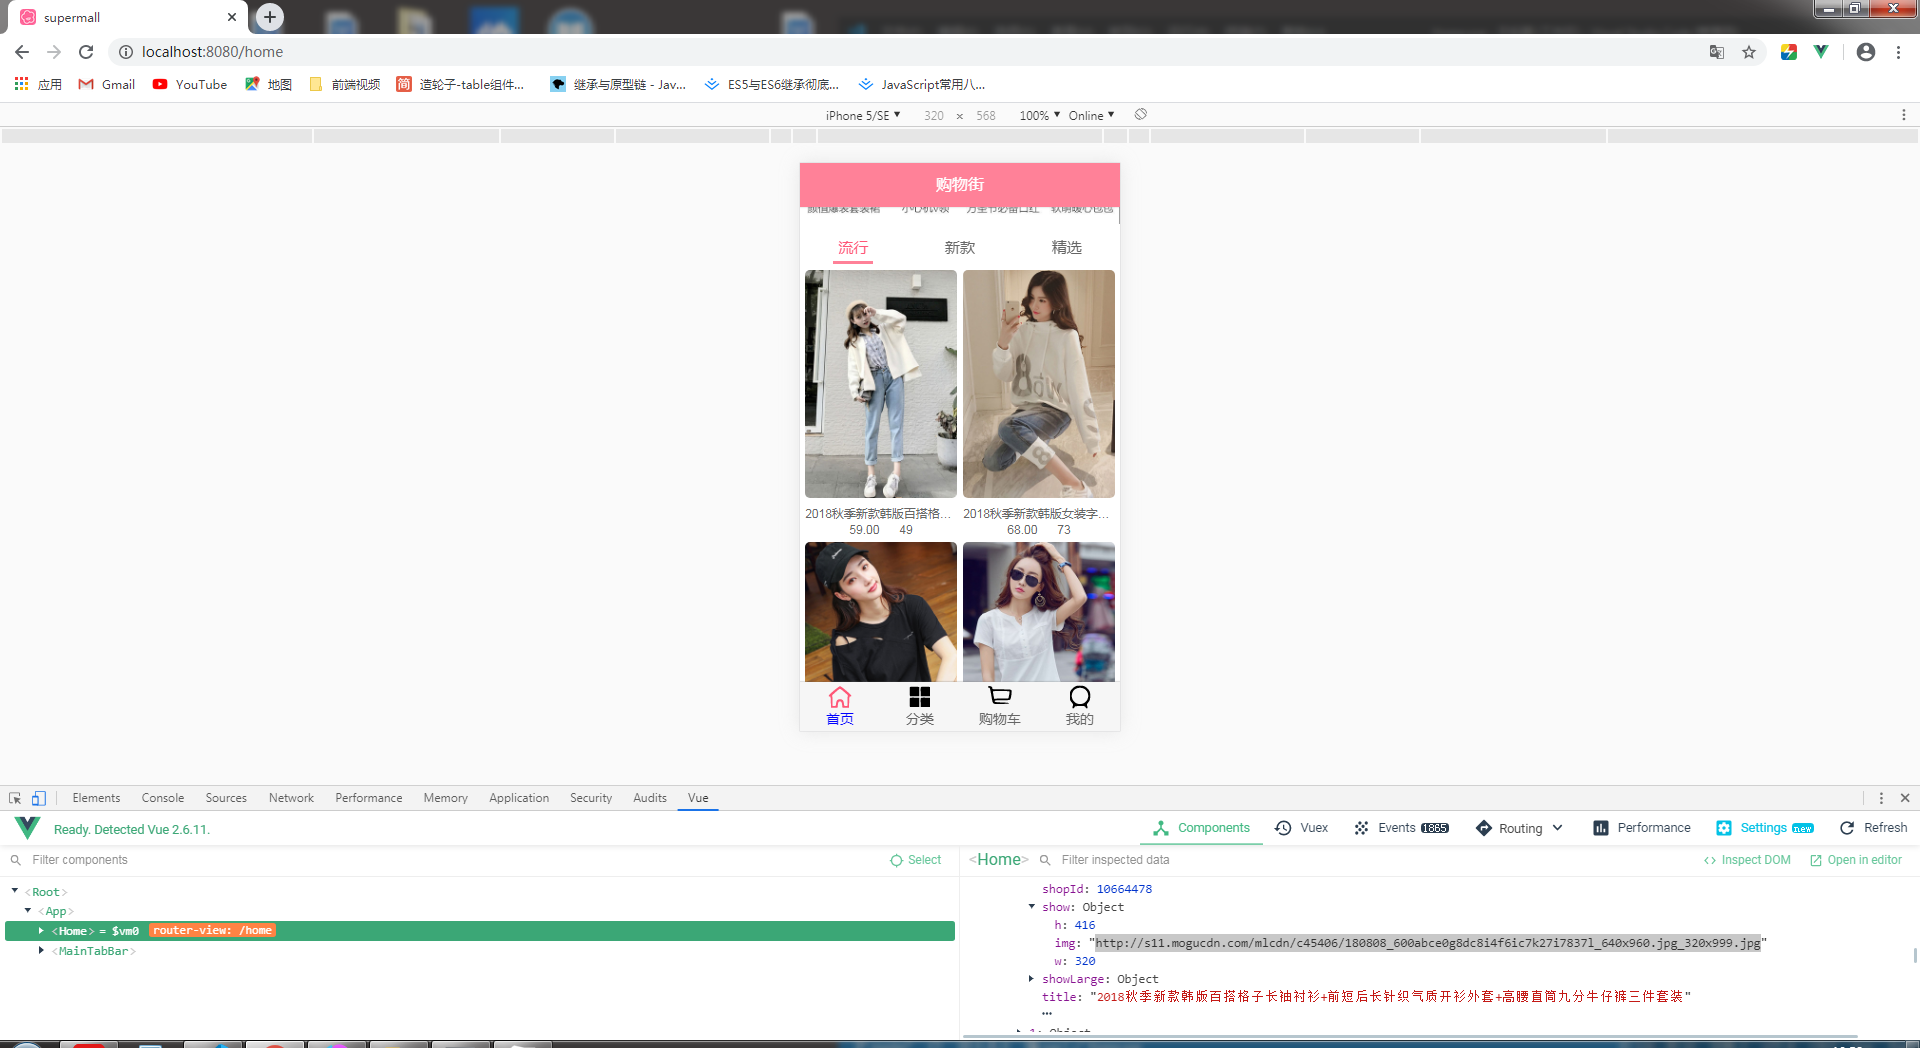 supermall
localhost:8080/home
应用 Gmail YouTube 地图 前端视频 简 造轮子-table组件... 继承与原型链 - Jav... ES5与ES6继承彻底... JavaScript常用八...
iPhone 5/SE ▼ 320 × 568 100% ▼ Online ▼
购物街
流行 新款 精选
2018秋季新款韩版百搭格... 2018秋季新款韩版女装字...
59.00 49 68.00 73
首页 分类 购物车 我的
Elements Console Sources Network Performance Memory Application Security Audits Vue
Ready. Detected Vue 2.6.11. Components Vuex Events 1865 Routing Performance Settings new Refresh
Filter components Select <Home> Filter inspected data Inspect DOM Open in editor
<Root>
<App>
<Home> = $vm0 router-view: /home
<MainTabBar>
shopId: 10664478
show: Object
h: 416
img: "http://s11.mogucdn.com/mlcdn/c45406/180808_600abce0g8dc8i4f6ic7k27i7837l_640x960.jpg_320x999.jpg"
w: 320
showLarge: Object
title: "2018秋季新款韩版百搭格子长袖衬衫+前短后长针织气质开衫外套+高腰直筒九分牛仔裤三件套装"
…
1: Object